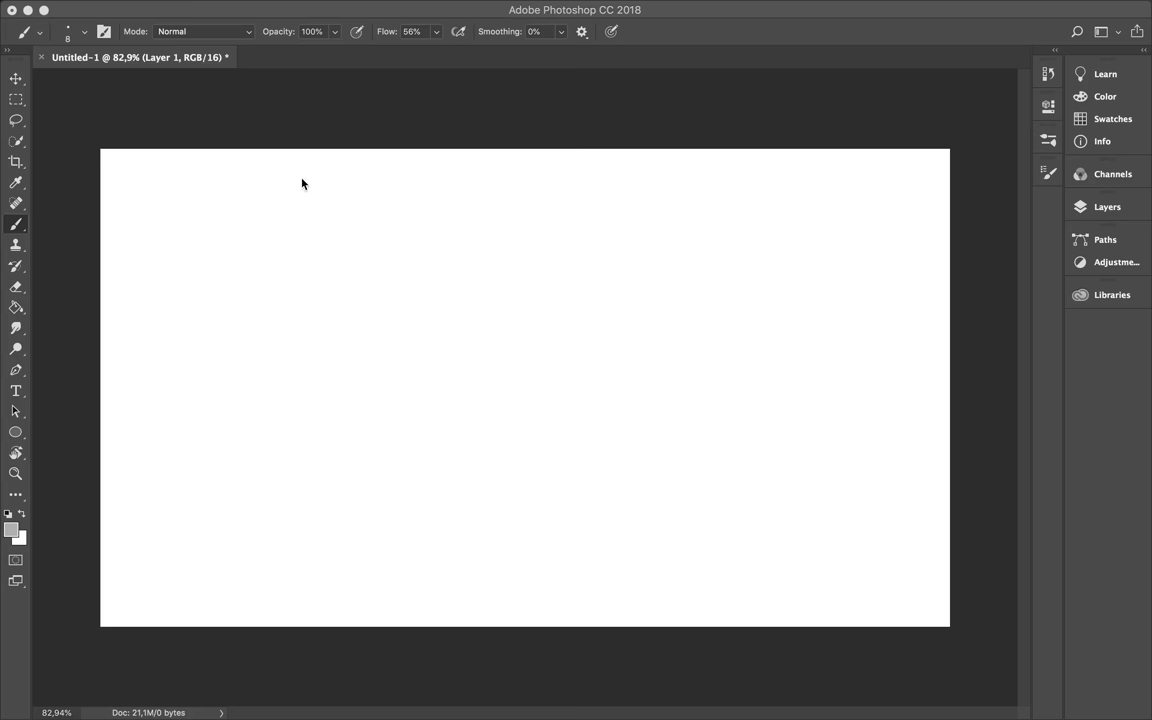 Adobe Photoshop CC 2018
8 Mode: Normal Opacity: 100% Flow: 56% Smoothing: 0%
Untitled-1 @ 82,9% (Layer 1, RGB/16) *
Learn
Color
Swatches
Info
Channels
Layers
Paths
Adjustme...
Libraries
T
82,94% Doc: 21,1M/0 bytes